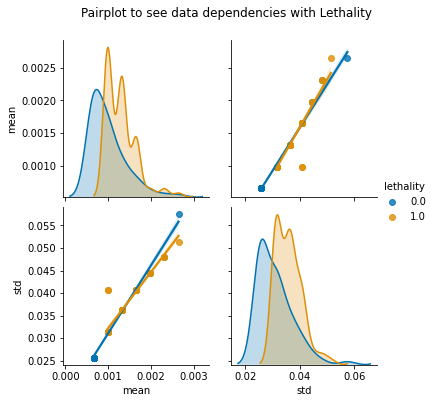 Pairplot to see data dependencies with Lethality
0.0025
0.0020
0.0015
0.0010
mean
lethality
0.0
1.0
0.055
0.050
0.045
0.040
0.035
0.030
0.025
std
0.000 0.001 0.002 0.003
mean
0.02 0.04 0.06
std